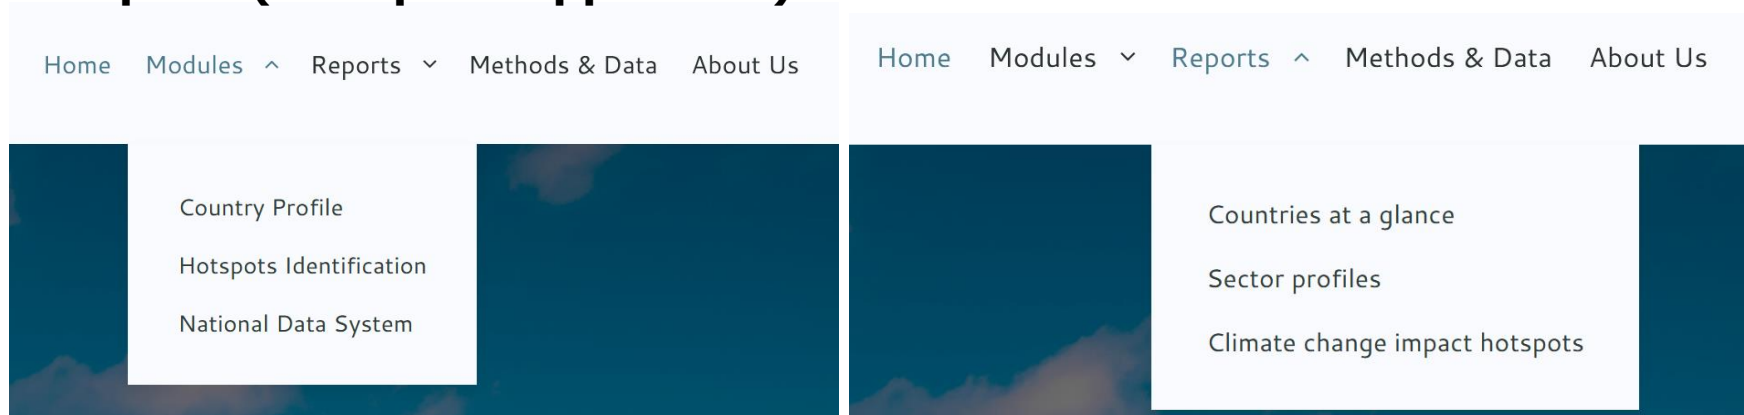 Home Modules Reports Methods & Data About Us
Country Profile
Hotspots Identification
National Data System
Home Modules Reports Methods & Data About Us
Countries at a glance
Sector profiles
Climate change impact hotspots